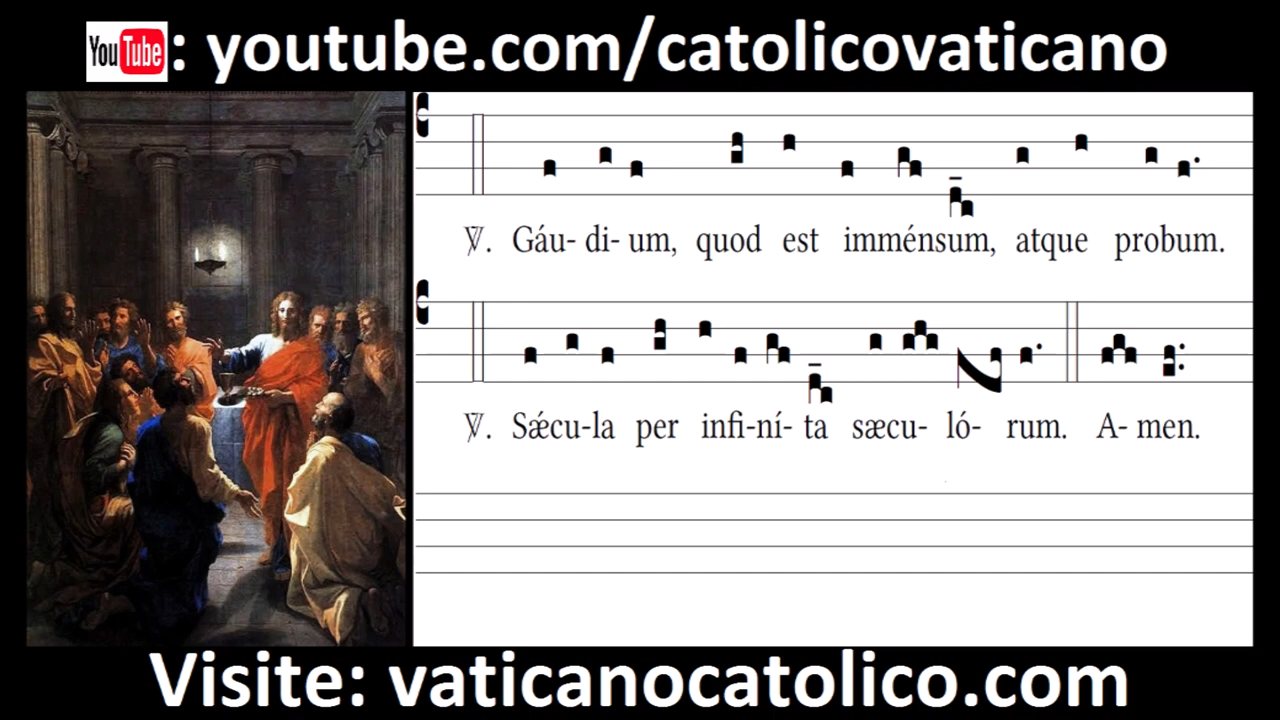 YouTube : youtube.com/catolicovaticano
℣. Gáu- di- um, quod est imménsum, atque probum.
℣. Sǽcu-la per infi-ní- ta sæcu- ló- rum. A- men.
Visite: vaticanocatolico.com